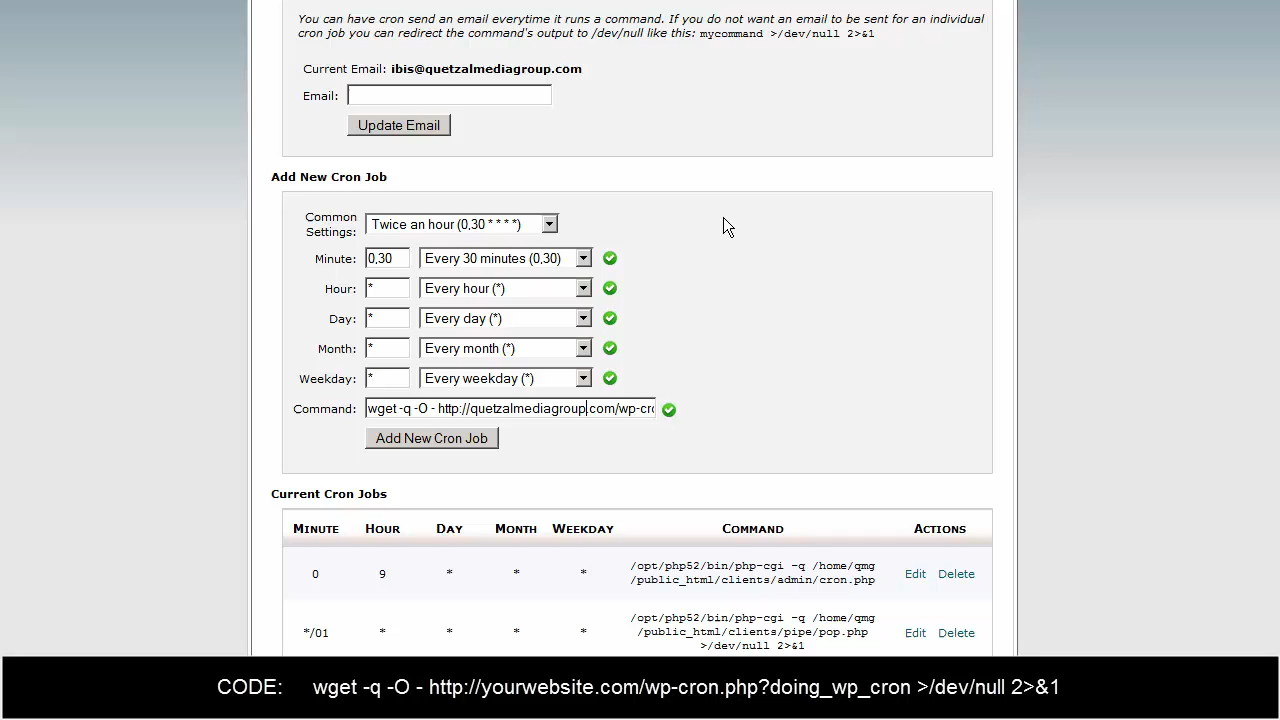 You can have cron send an email everytime it runs a command. If you do not want an email to be sent for an individual
cron job you can redirect the command's output to /dev/null like this: mycommand >/dev/null 2>&1
Current Email: ibis@quetzalmediagroup.com
Email:
Update Email
Add New Cron Job
Common Settings: Twice an hour (0,30 * * * *)
Minute: 0,30 Every 30 minutes (0,30)
Hour: * Every hour (*)
Day: * Every day (*)
Month: * Every month (*)
Weekday: * Every weekday (*)
Command: wget -q -O - http://quetzalmediagroup.com/wp-cro
Add New Cron Job
Current Cron Jobs
MINUTE HOUR DAY MONTH WEEKDAY COMMAND ACTIONS
0 9 * * * /opt/php52/bin/php-cgi -q /home/qmg
/public_html/clients/admin/cron.php Edit Delete
*/01 * * * * /opt/php52/bin/php-cgi -q /home/qmg
/public_html/clients/pipe/pop.php Edit Delete
>/dev/null 2>&1
CODE: wget -q -O - http://yourwebsite.com/wp-cron.php?doing_wp_cron >/dev/null 2>&1